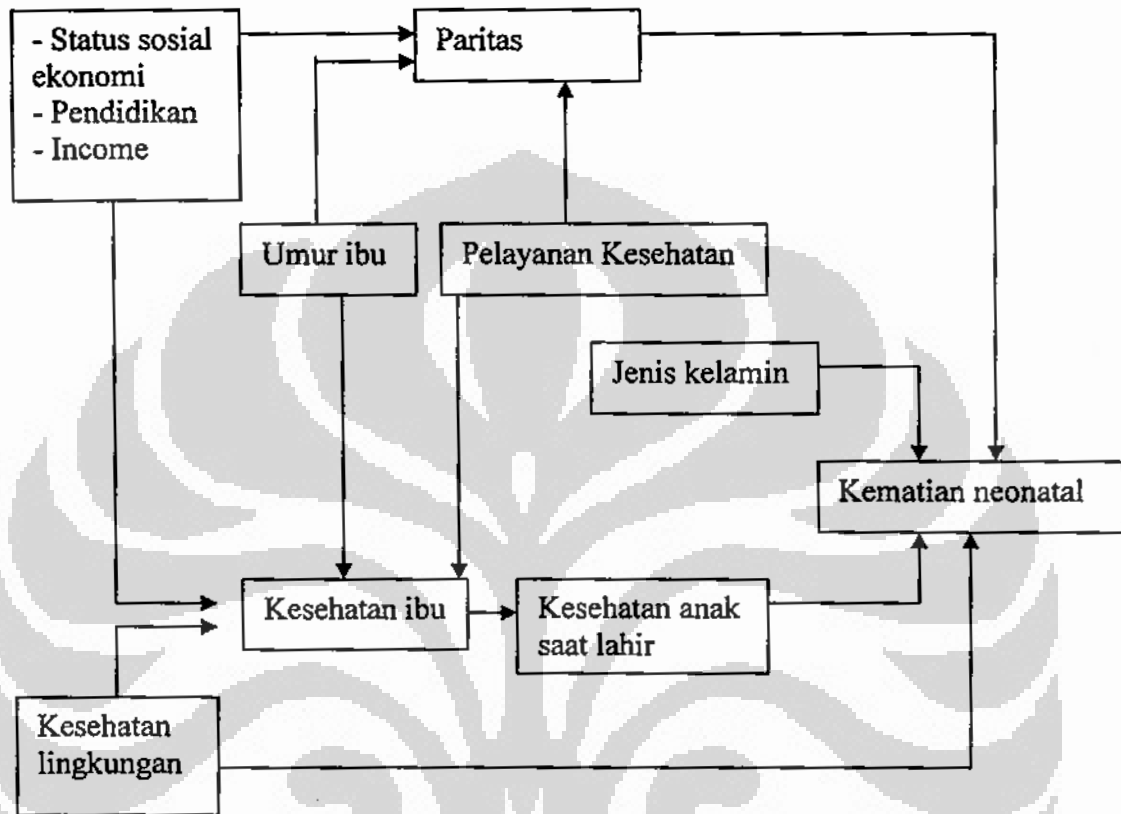 - Status sosial
ekonomi
- Pendidikan
- Income
Paritas
Umur ibu
Pelayanan Kesehatan
Jenis kelamin
Kematian neonatal
Kesehatan ibu
Kesehatan anak
saat lahir
Kesehatan
lingkungan